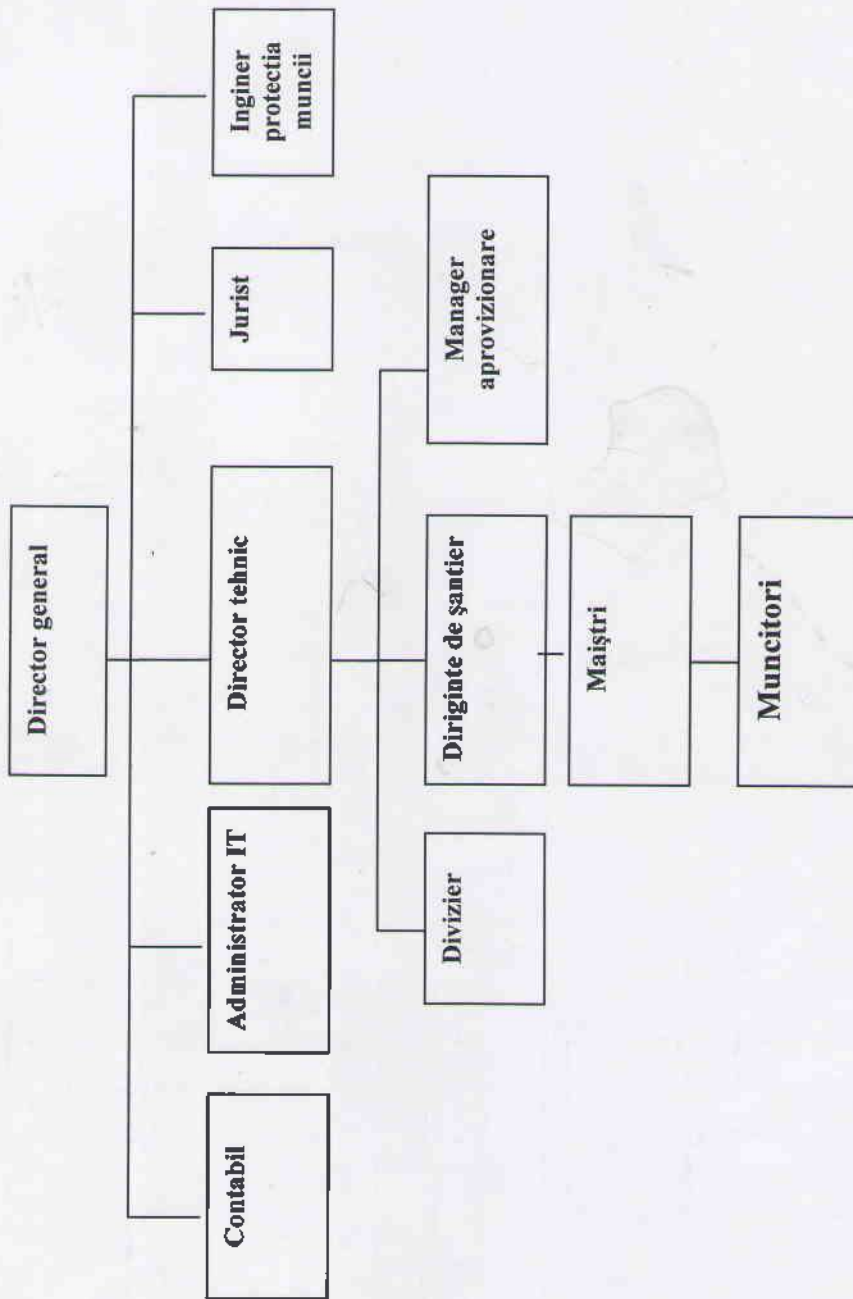 Director general
Contabil
Administrator IT
Director tehnic
Jurist
Inginer
protectia
muncii
Divizier
Diriginte de şantier
Manager
aprovizionare
Maiştri
Muncitori